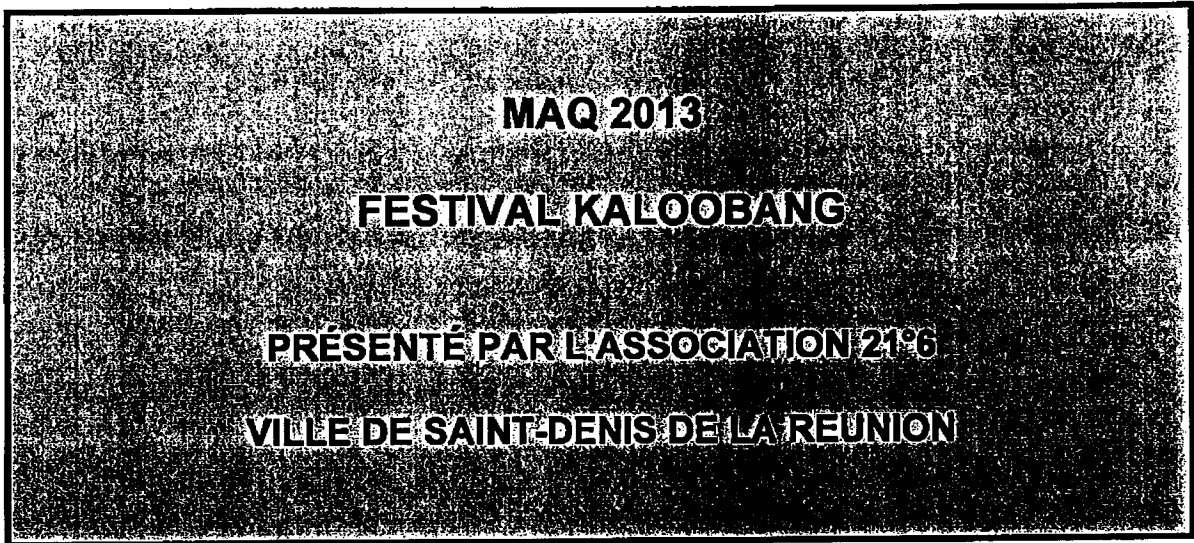 MAQ 2013
FESTIVAL KALOOBANG
PRÉSENTÉ PAR L'ASSOCIATION 21°6
VILLE DE SAINT-DENIS DE LA REUNION